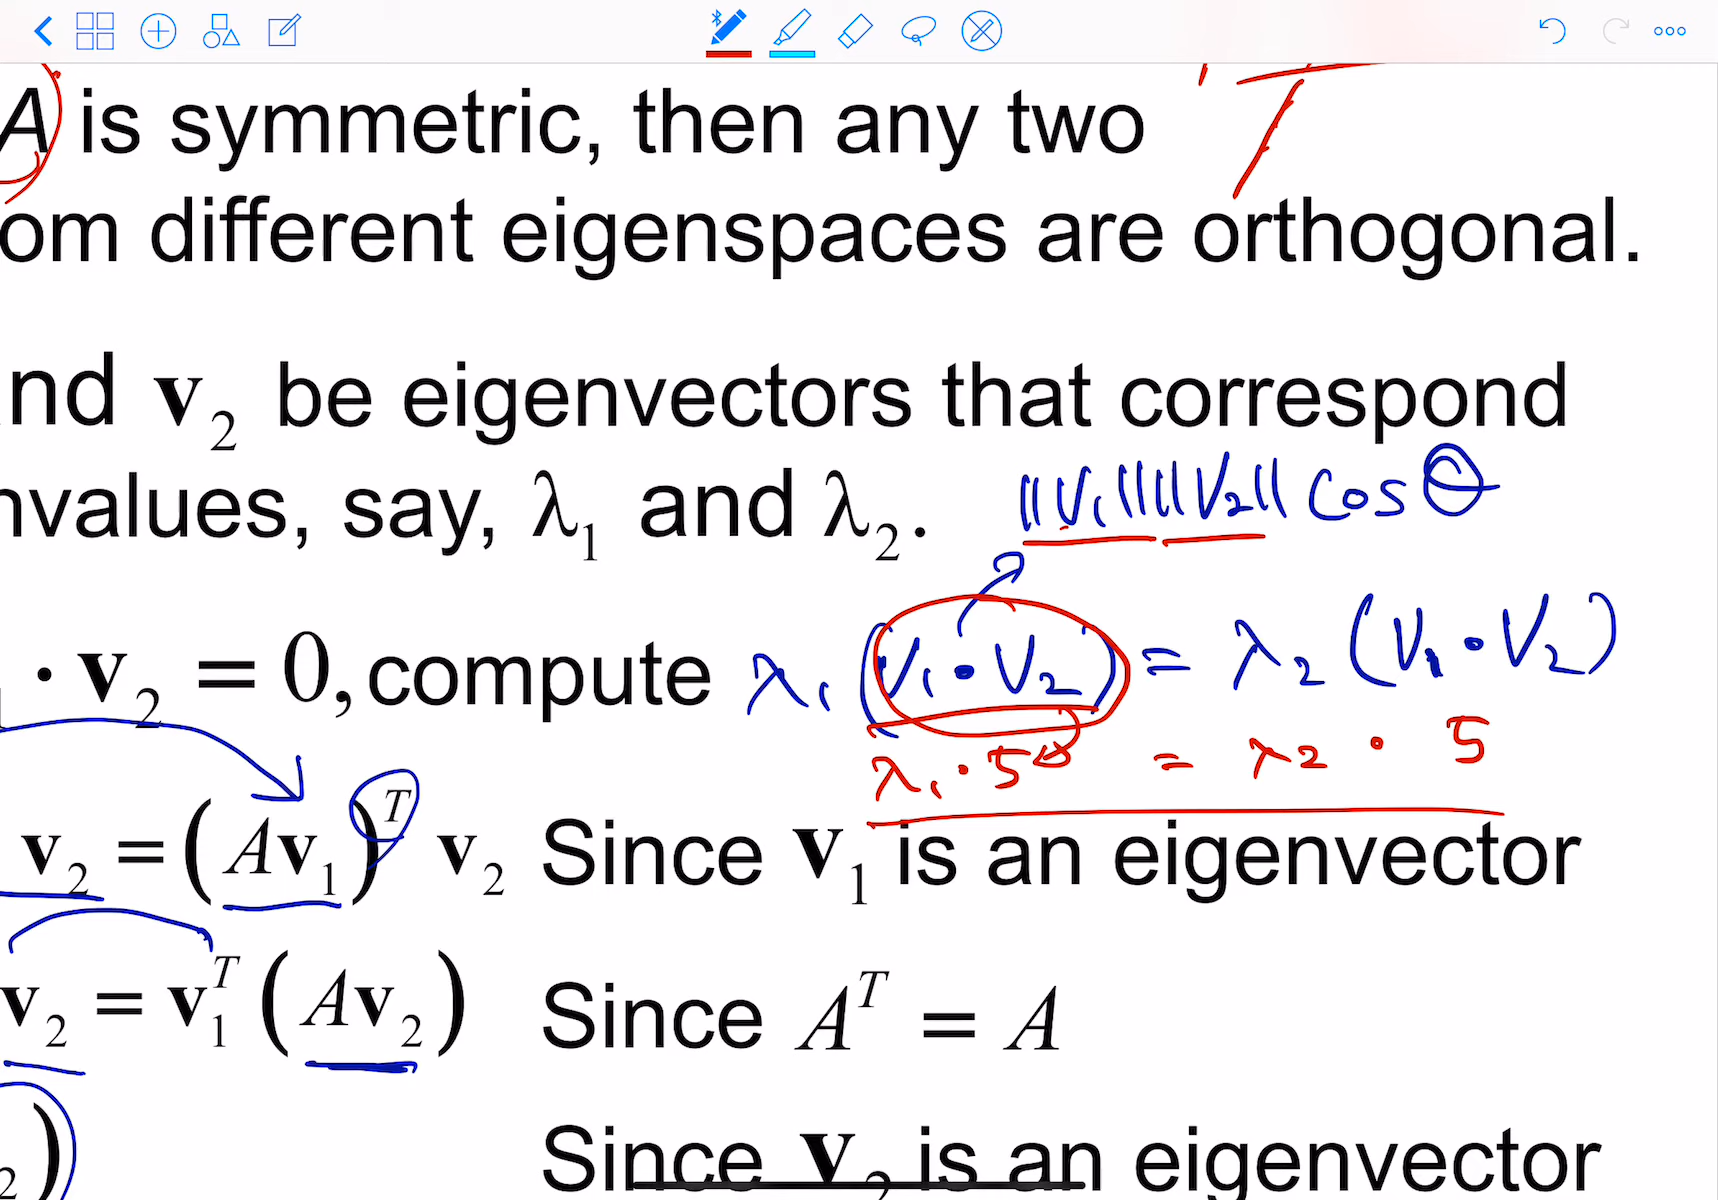 A is symmetric, then any two
om different eigenspaces are orthogonal.
nd v₂ be eigenvectors that correspond
nvalues, say, λ₁ and λ₂. ||V₁|| ||V₂|| cos θ
· v₂ = 0, compute λ₁ (V₁ · V₂) = λ₂ (V₁ · V₂)
λ₁ · 5 = λ₂ · 5
v₂ = (Av₁)ᵀ v₂ Since v₁ is an eigenvector
v₂ = v₁ᵀ (Av₂) Since Aᵀ = A
₂) Since v₂ is an eigenvector